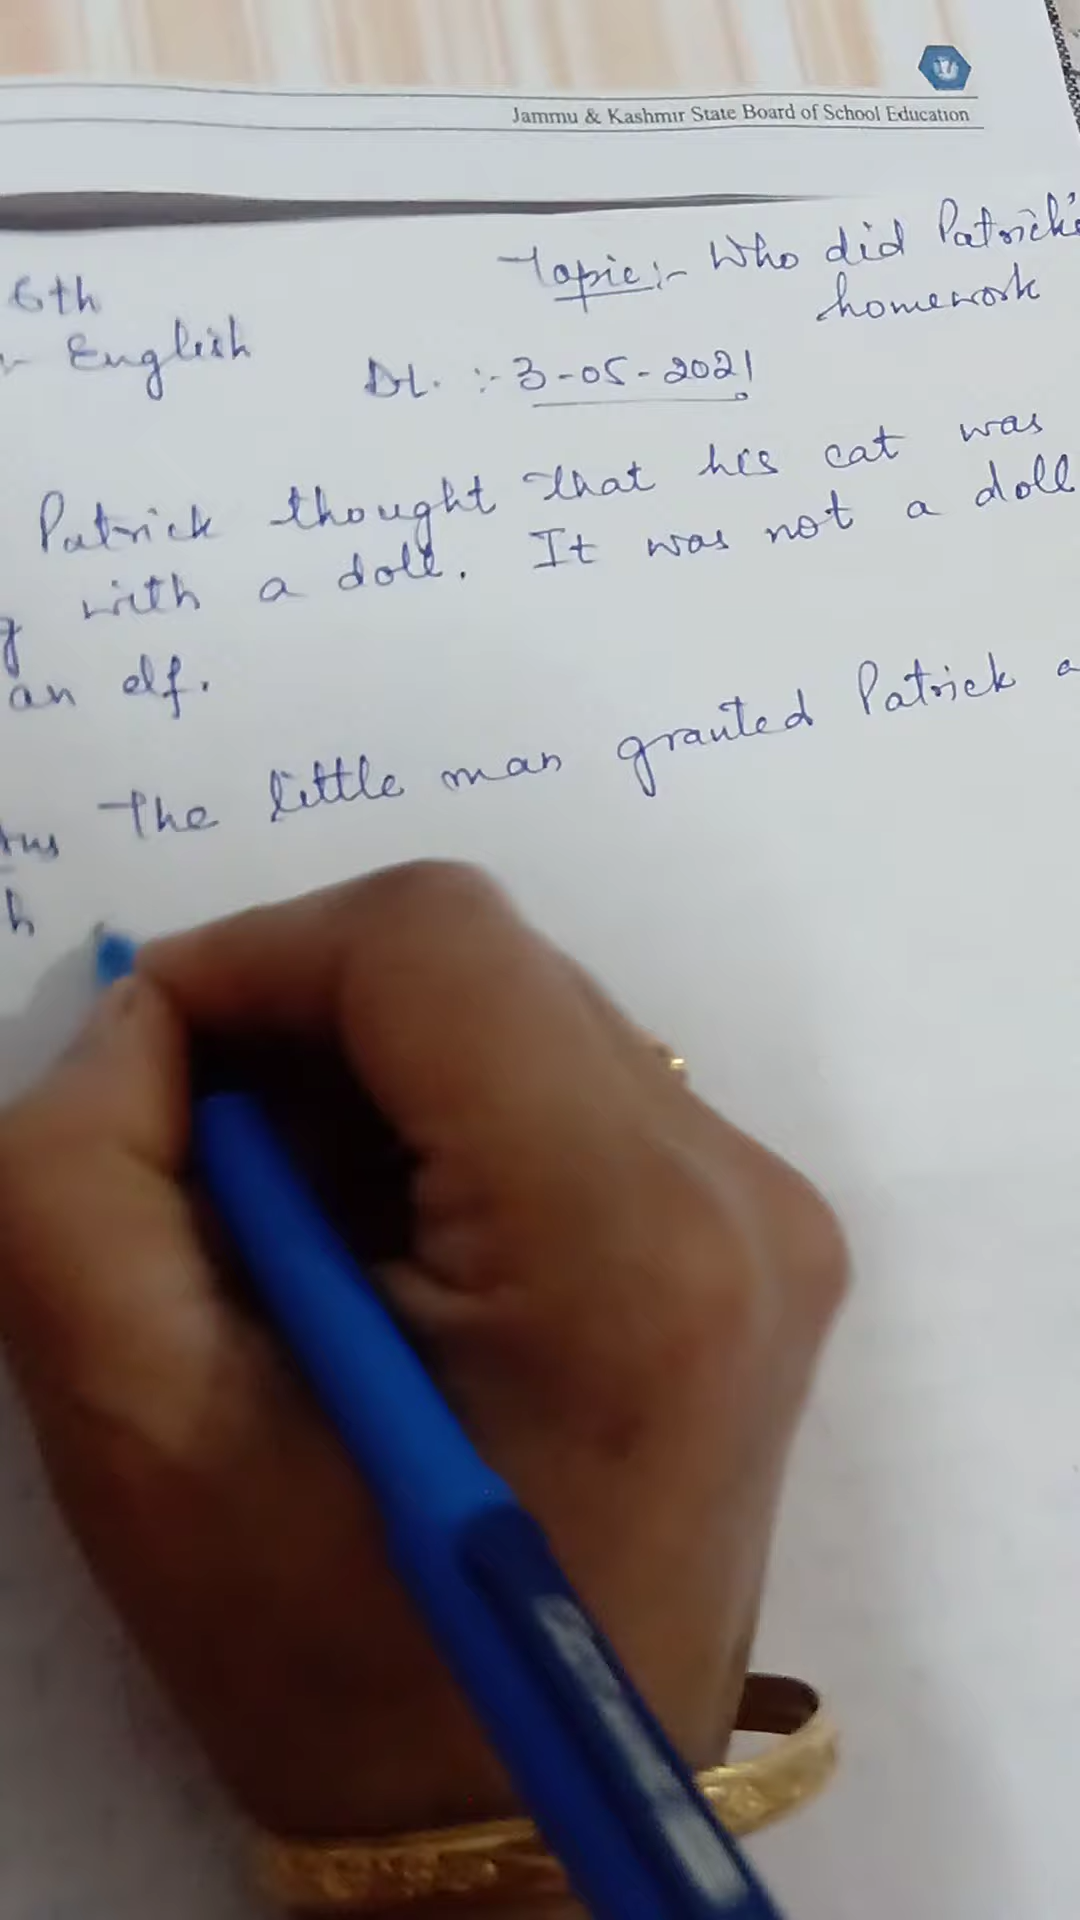 Jammu & Kashmir State Board of School Education
Topic:- Who did Patrick's
homework
6th
English
Dt. :- 3-05-2021
Patrick thought that his cat was
with a doll. It was not a doll
an elf.
The little man granted Patrick a
h